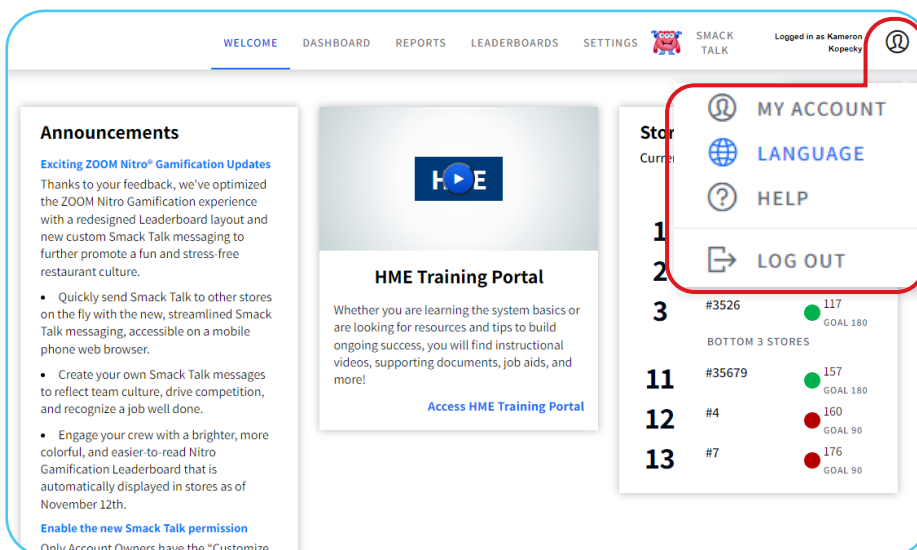 WELCOME DASHBOARD REPORTS LEADERBOARDS SETTINGS
SMACK
TALK
Logged in as Kameron
Kopecky
MY ACCOUNT
LANGUAGE
HELP
LOG OUT
Announcements
Exciting ZOOM Nitro® Gamification Updates
Thanks to your feedback, we've optimized
the ZOOM Nitro Gamification experience
with a redesigned Leaderboard layout and
new custom Smack Talk messaging to
further promote a fun and stress-free
restaurant culture.
• Quickly send Smack Talk to other stores
on the fly with the new, streamlined Smack
Talk messaging, accessible on a mobile
phone web browser.
• Create your own Smack Talk messages
to reflect team culture, drive competition,
and recognize a job well done.
• Engage your crew with a brighter, more
colorful, and easier-to-read Nitro
Gamification Leaderboard that is
automatically displayed in stores as of
November 12th.
Enable the new Smack Talk permission
Only Account Owners have the "Customize
HME Training Portal
Whether you are learning the system basics or
are looking for resources and tips to build
ongoing success, you will find instructional
videos, supporting documents, job aids, and
more!
Access HME Training Portal
1
2
3 #3526 117
GOAL 180
BOTTOM 3 STORES
11 #35679 157
GOAL 180
12 #4 160
GOAL 90
13 #7 176
GOAL 90